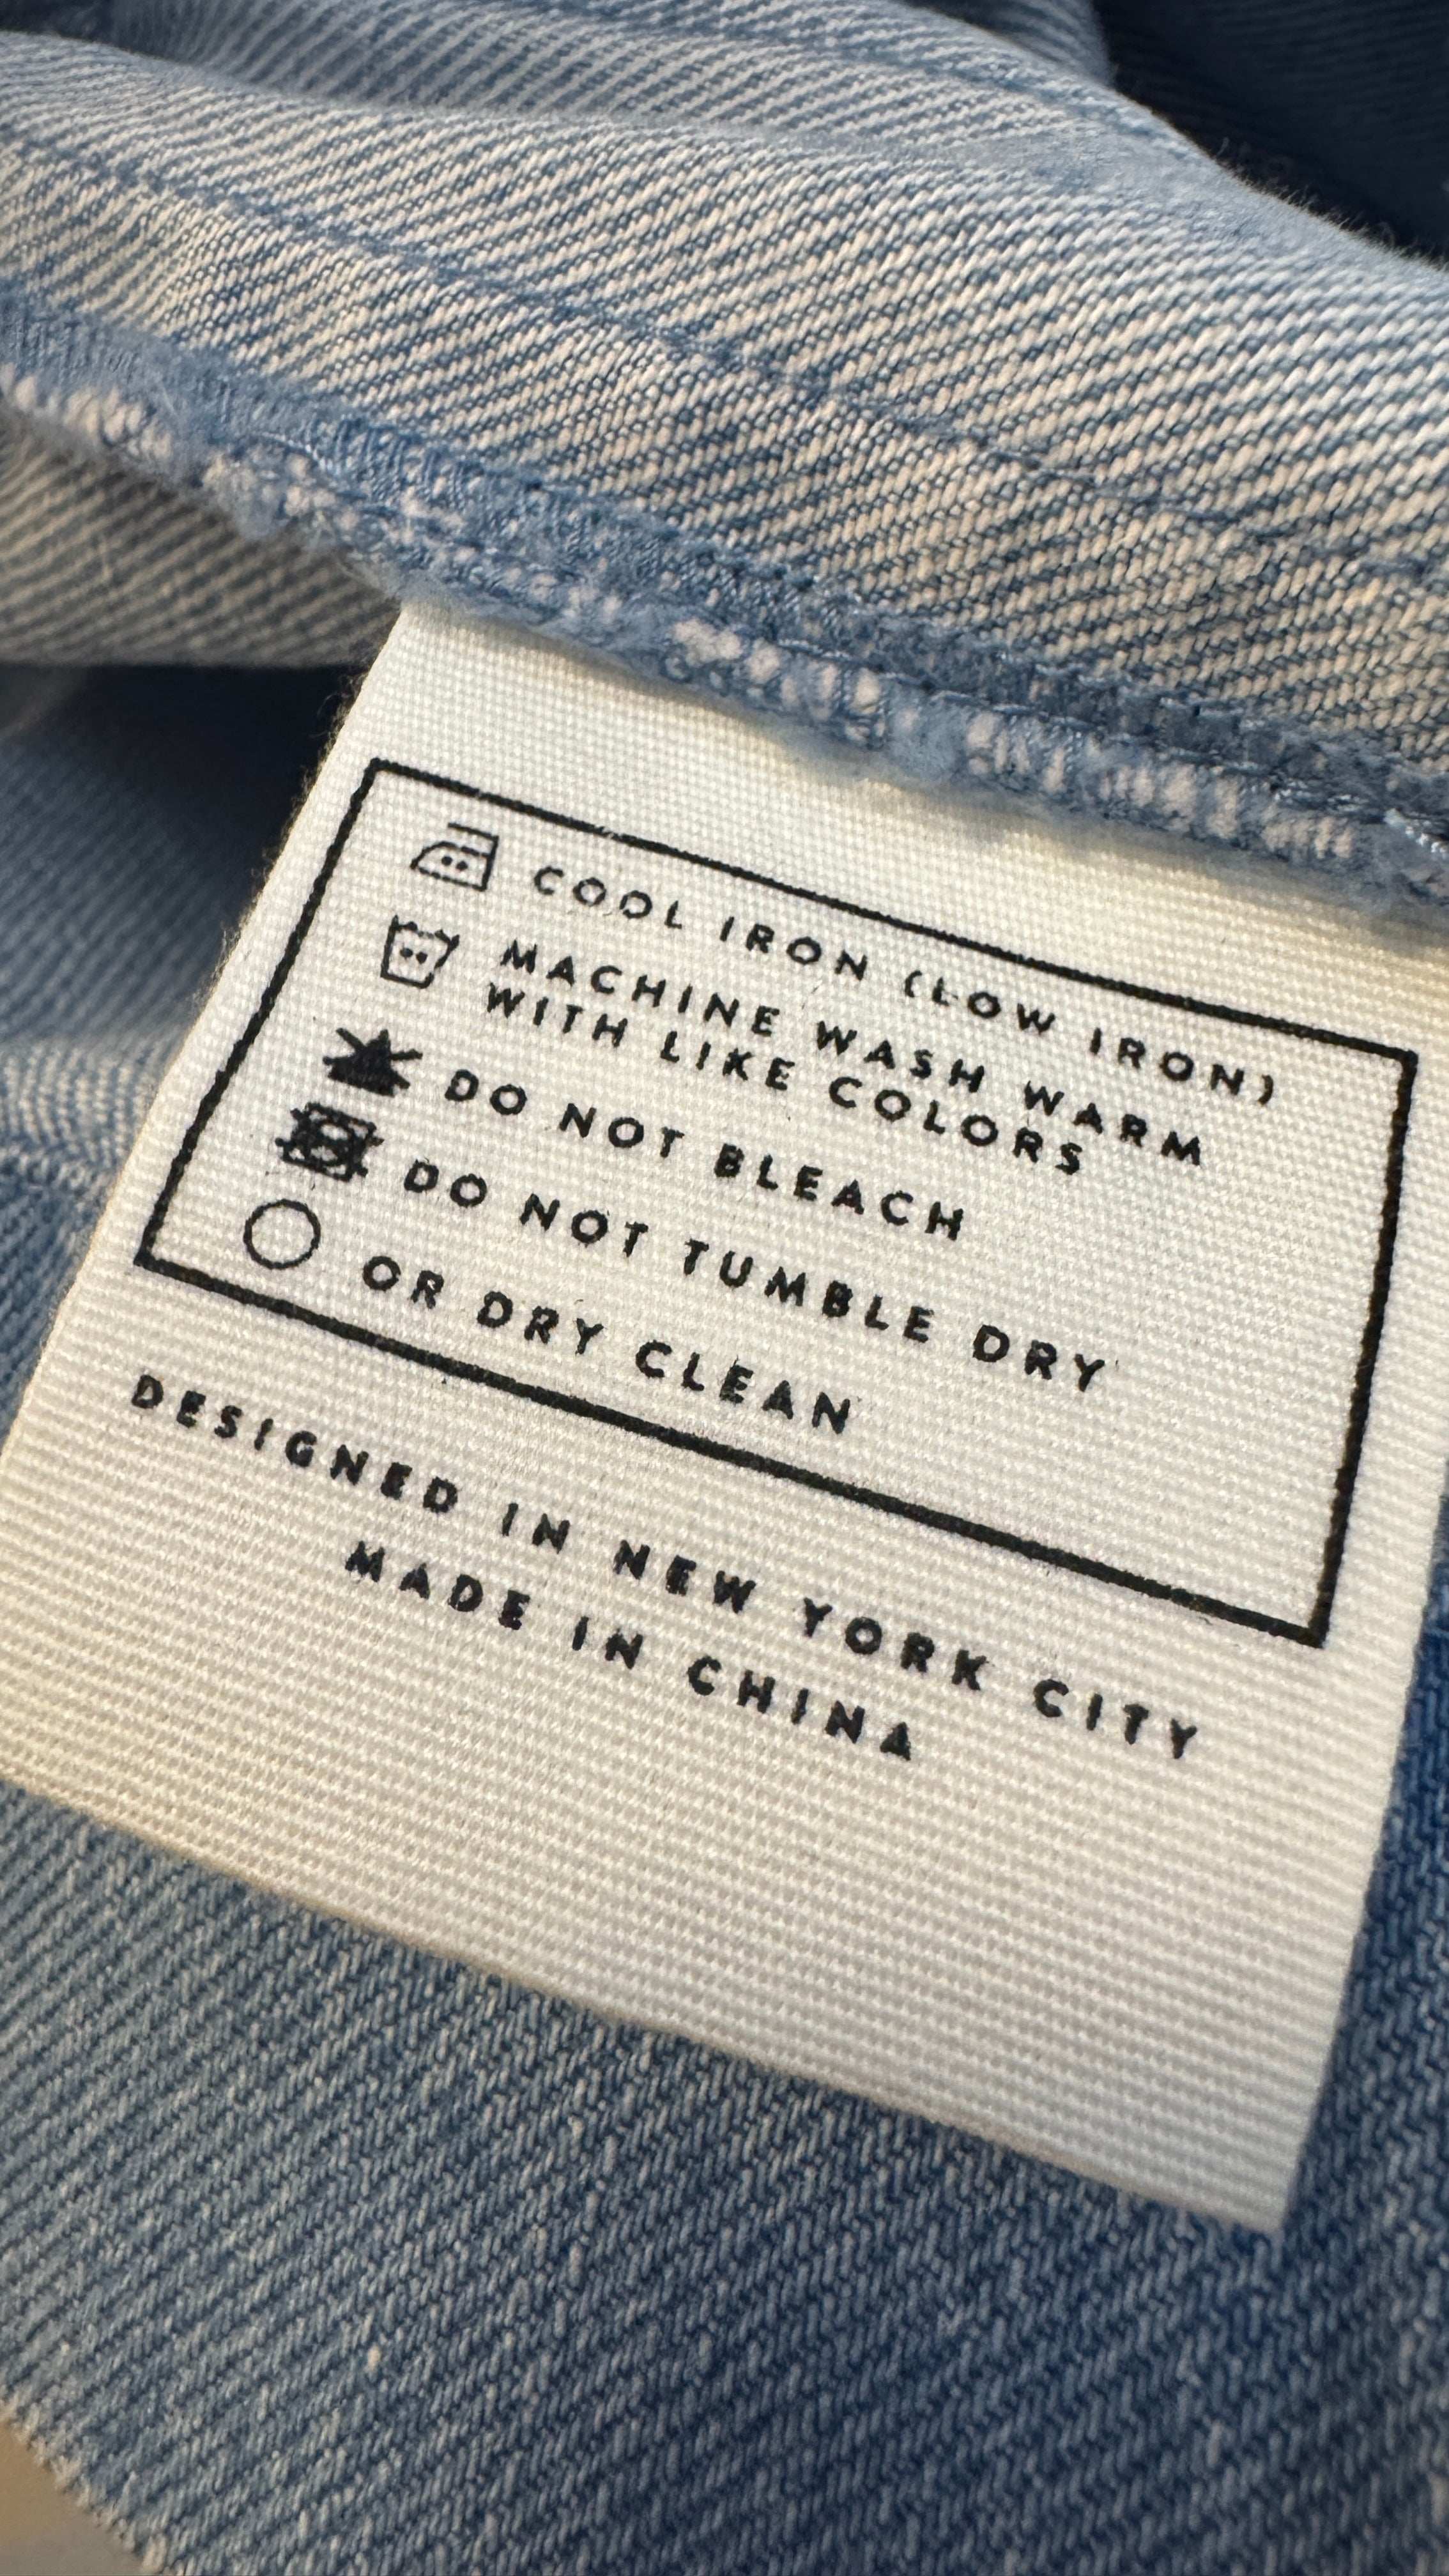 COOL IRON (LOW IRON)
MACHINE WASH WARM
WITH LIKE COLORS
DO NOT BLEACH
DO NOT TUMBLE DRY
OR DRY CLEAN
DESIGNED IN NEW YORK CITY
MADE IN CHINA